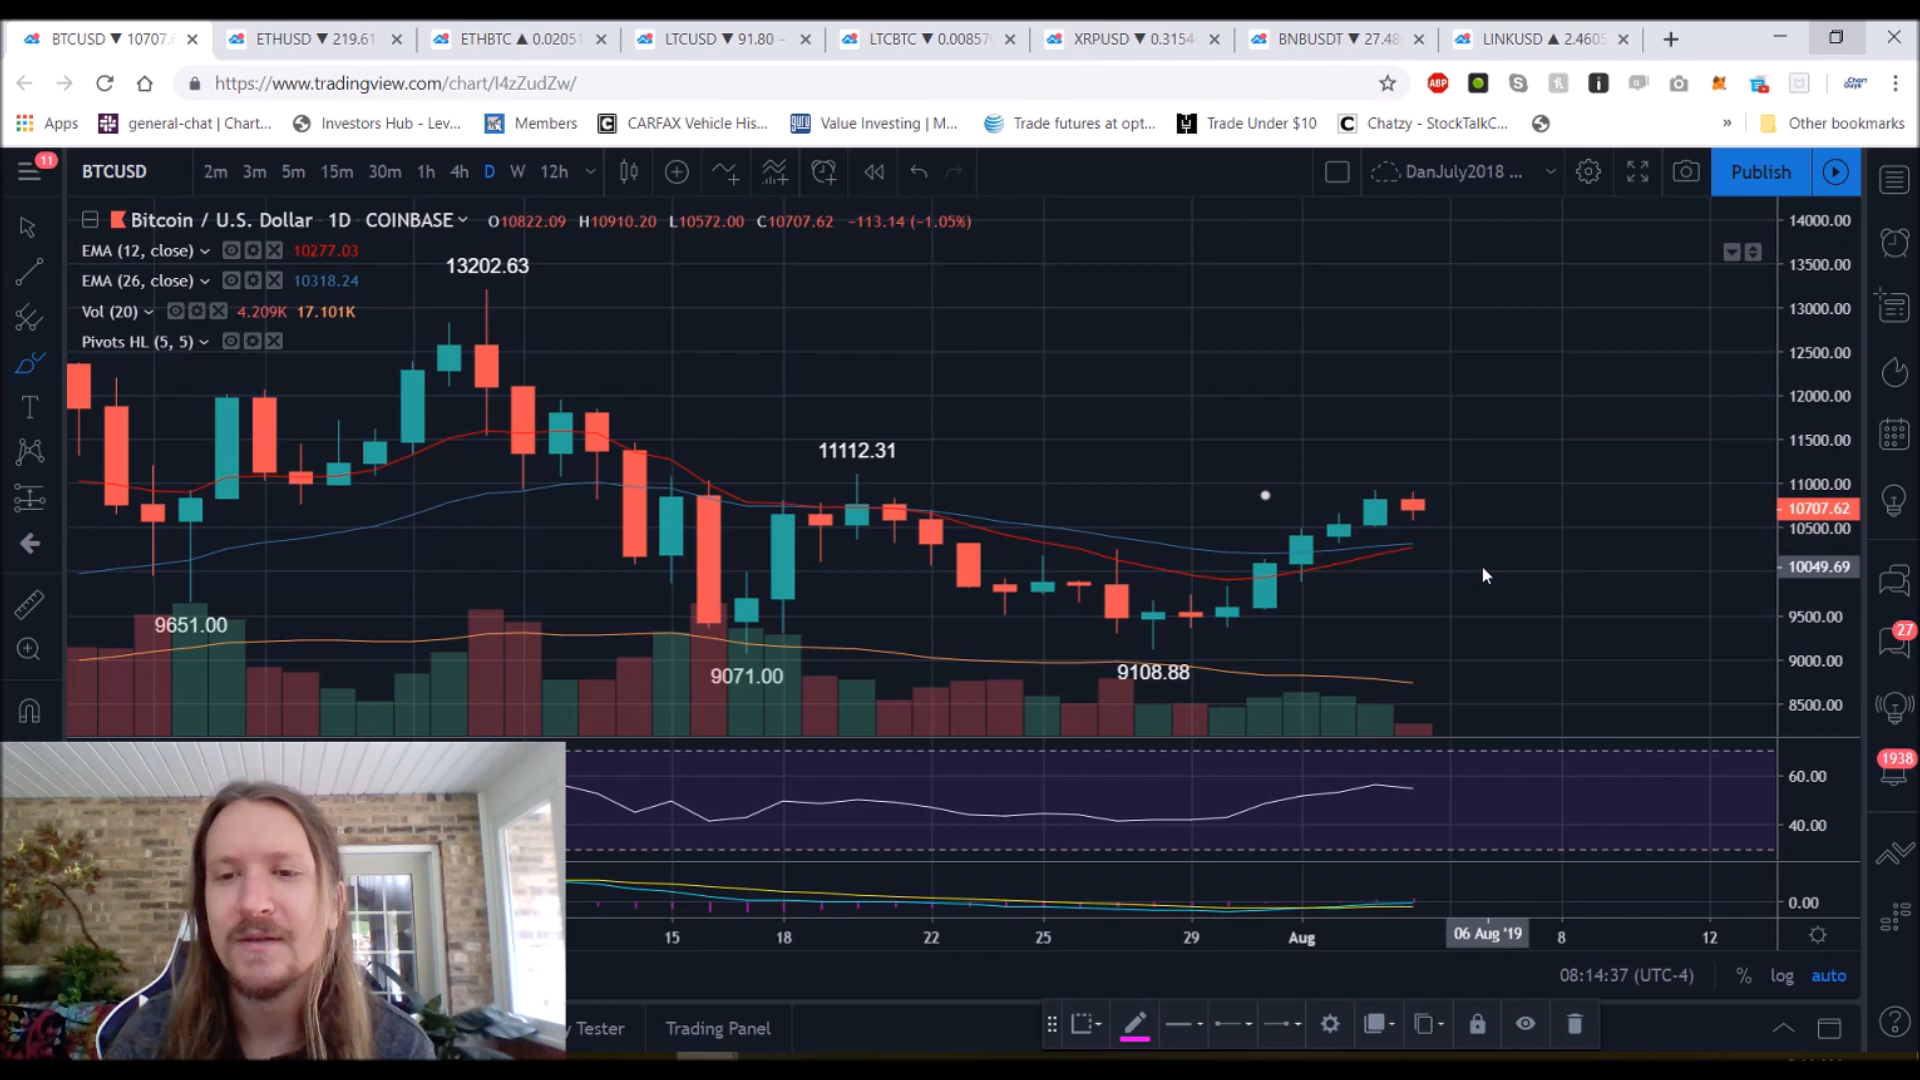 BTCUSD ▼ 10707.6
ETHUSD ▼ 219.61
ETHBTC ▲ 0.02051
LTCUSD ▼ 91.80 –
LTCBTC ▼ 0.00857
XRPUSD ▼ 0.3154
BNBUSDT ▼ 27.48
LINKUSD ▲ 2.4605
https://www.tradingview.com/chart/I4zZudZw/
ABP
Apps
general-chat | Chart...
Investors Hub - Lev...
Members
CARFAX Vehicle His...
Value Investing | M...
Trade futures at opt...
Trade Under $10
Chatzy - StockTalkC...
»
Other bookmarks
11
BTCUSD
2m 3m 5m 15m 30m 1h 4h D W 12h
DanJuly2018 ...
Publish
Bitcoin / U.S. Dollar 1D COINBASE O10822.09 H10910.20 L10572.00 C10707.62 −113.14 (−1.05%)
EMA (12, close) 10277.03
EMA (26, close) 10318.24
Vol (20) 4.209K 17.101K
Pivots HL (5, 5)
13202.63
11112.31
9651.00
9071.00
9108.88
14000.00
13500.00
13000.00
12500.00
12000.00
11500.00
11000.00
10707.62
10500.00
10049.69
9500.00
9000.00
8500.00
60.00
40.00
0.00
27
1938
15 18 22 25 29 Aug 06 Aug '19 8 12
08:14:37 (UTC-4) % log auto
y Tester
Trading Panel